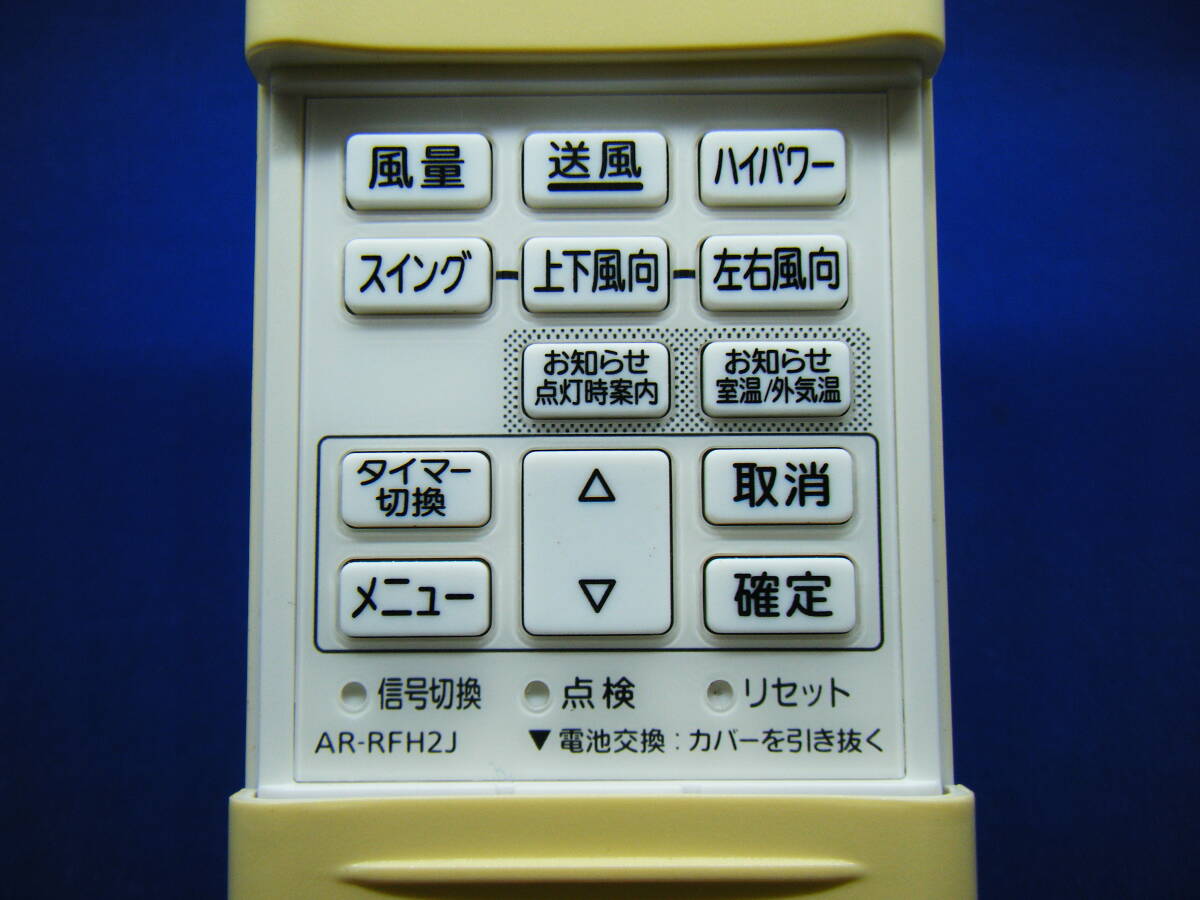 風量 送風 ハイパワー
スイング 上下風向 左右風向
お知らせ
点灯時案内
お知らせ
室温/外気温
タイマー
切換
△
取消
メニュー
▽
確定
信号切換 点検 リセット
AR-RFH2J ▼電池交換：カバーを引き抜く